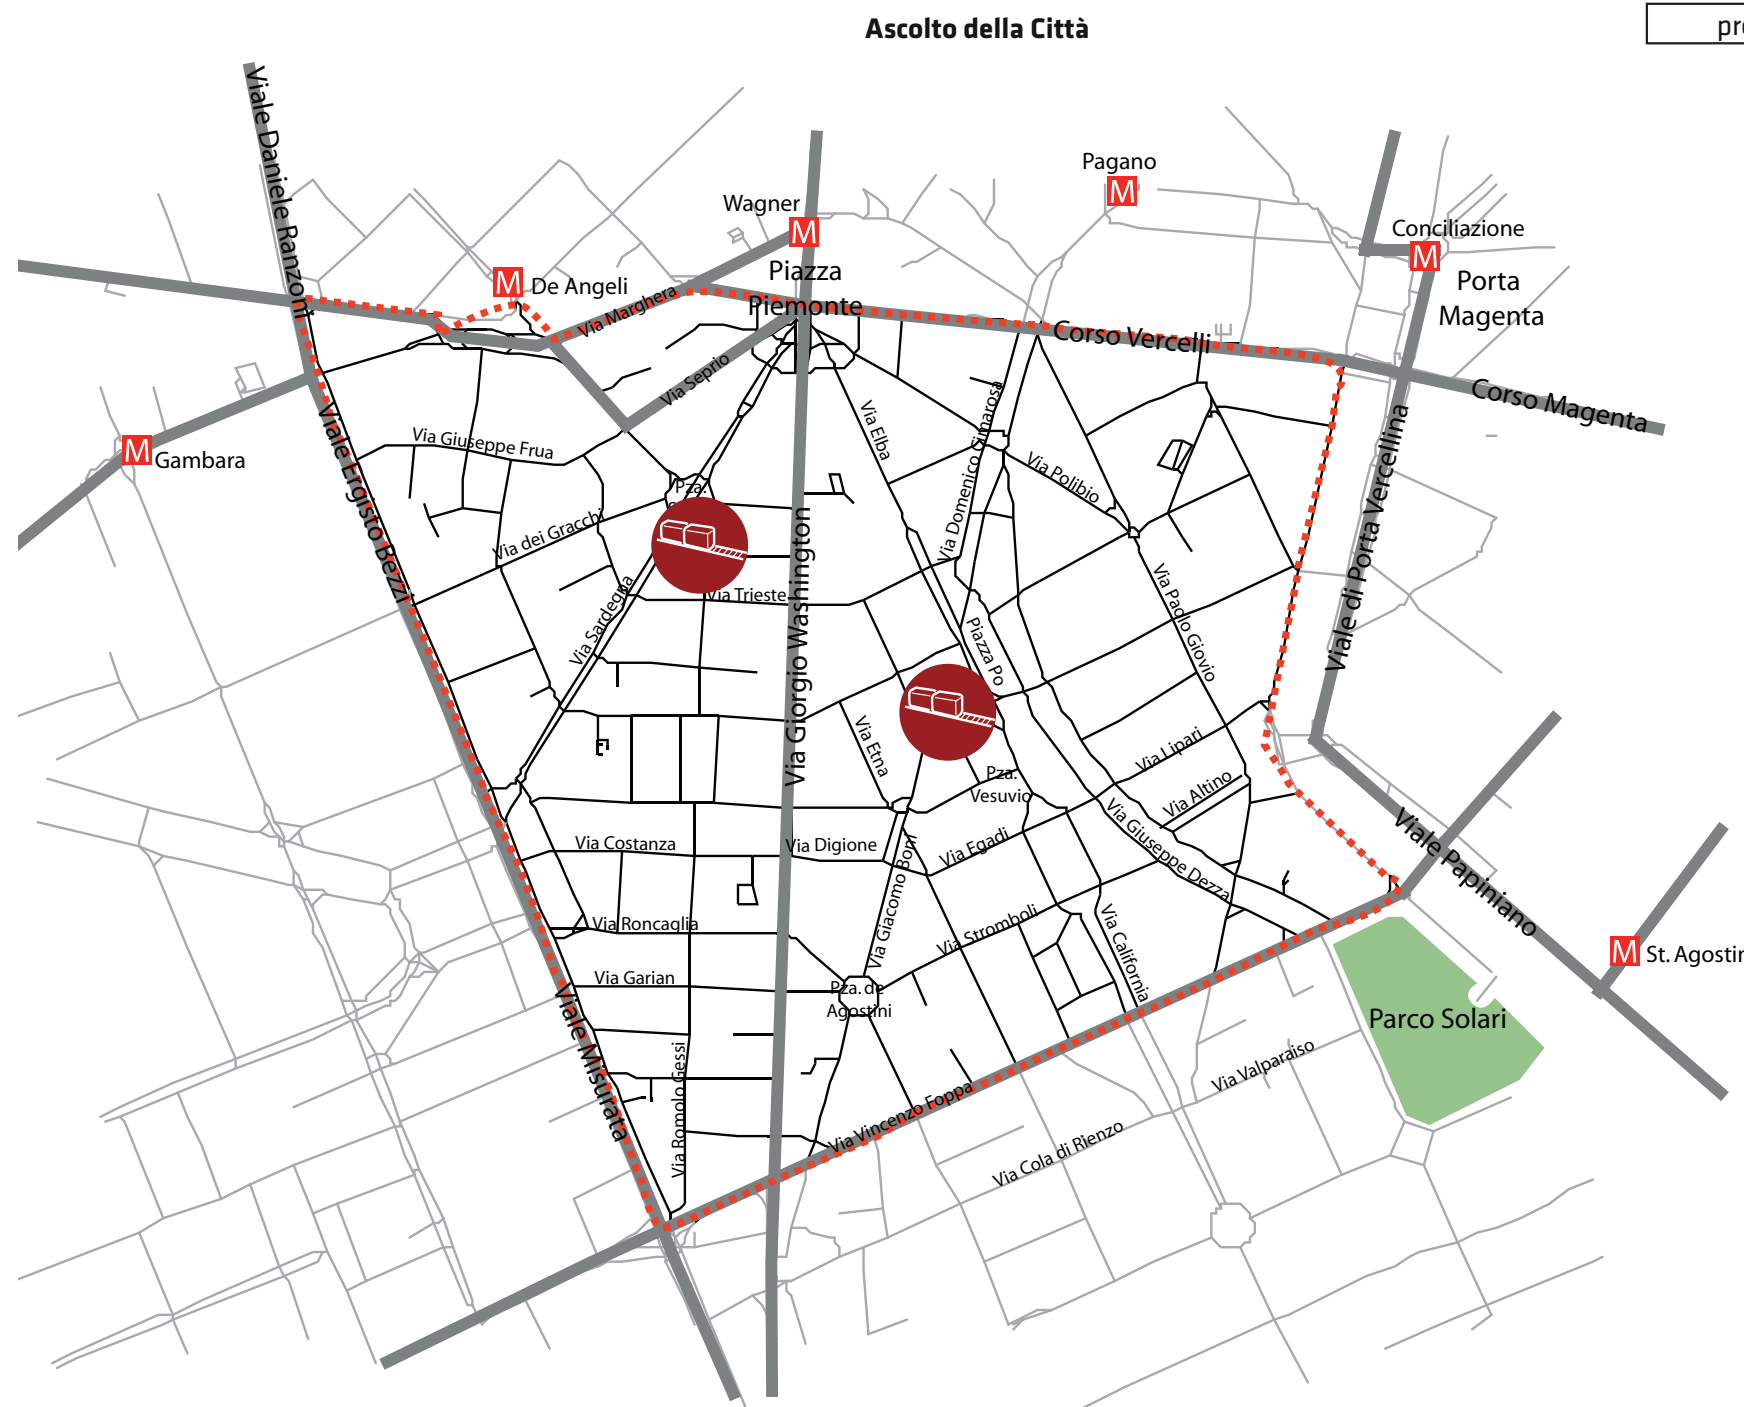 Ascolto della Città
pr
Viale Daniele Ranzoni
Pagano
M
Wagner
M
Conciliazione
M
Piazza
Piemonte
M
De Angeli
Porta
Magenta
Via Marghera
Corso Vercelli
Via Seprio
Corso Magenta
Via Elba
Via Domenico Cimarosa
Viale Ergisto Bezzi
Via Giuseppe Frua
M
Gambara
Via Polibio
Viale di Porta Vercellina
Pza.
Via dei Gracchi
Via Giorgio Washington
Via Trieste
Via Sardegna
Via Paolo Giovio
Piazza Po
Via Etna
Via Lipari
Pza.
Vesuvio
Via Altino
Via Giuseppe Dezza
Viale Papiniano
Via Costanza
Via Digione
Via Egadi
Via Giacomo Boni
Via Roncaglia
Via Stromboli
Via California
M
St. Agostin
Via Garian
Pza. de
Agostini
Viale Misurata
Parco Solari
Via Romolo Gessi
Via Valparaiso
Via Vincenzo Foppa
Via Cola di Rienzo